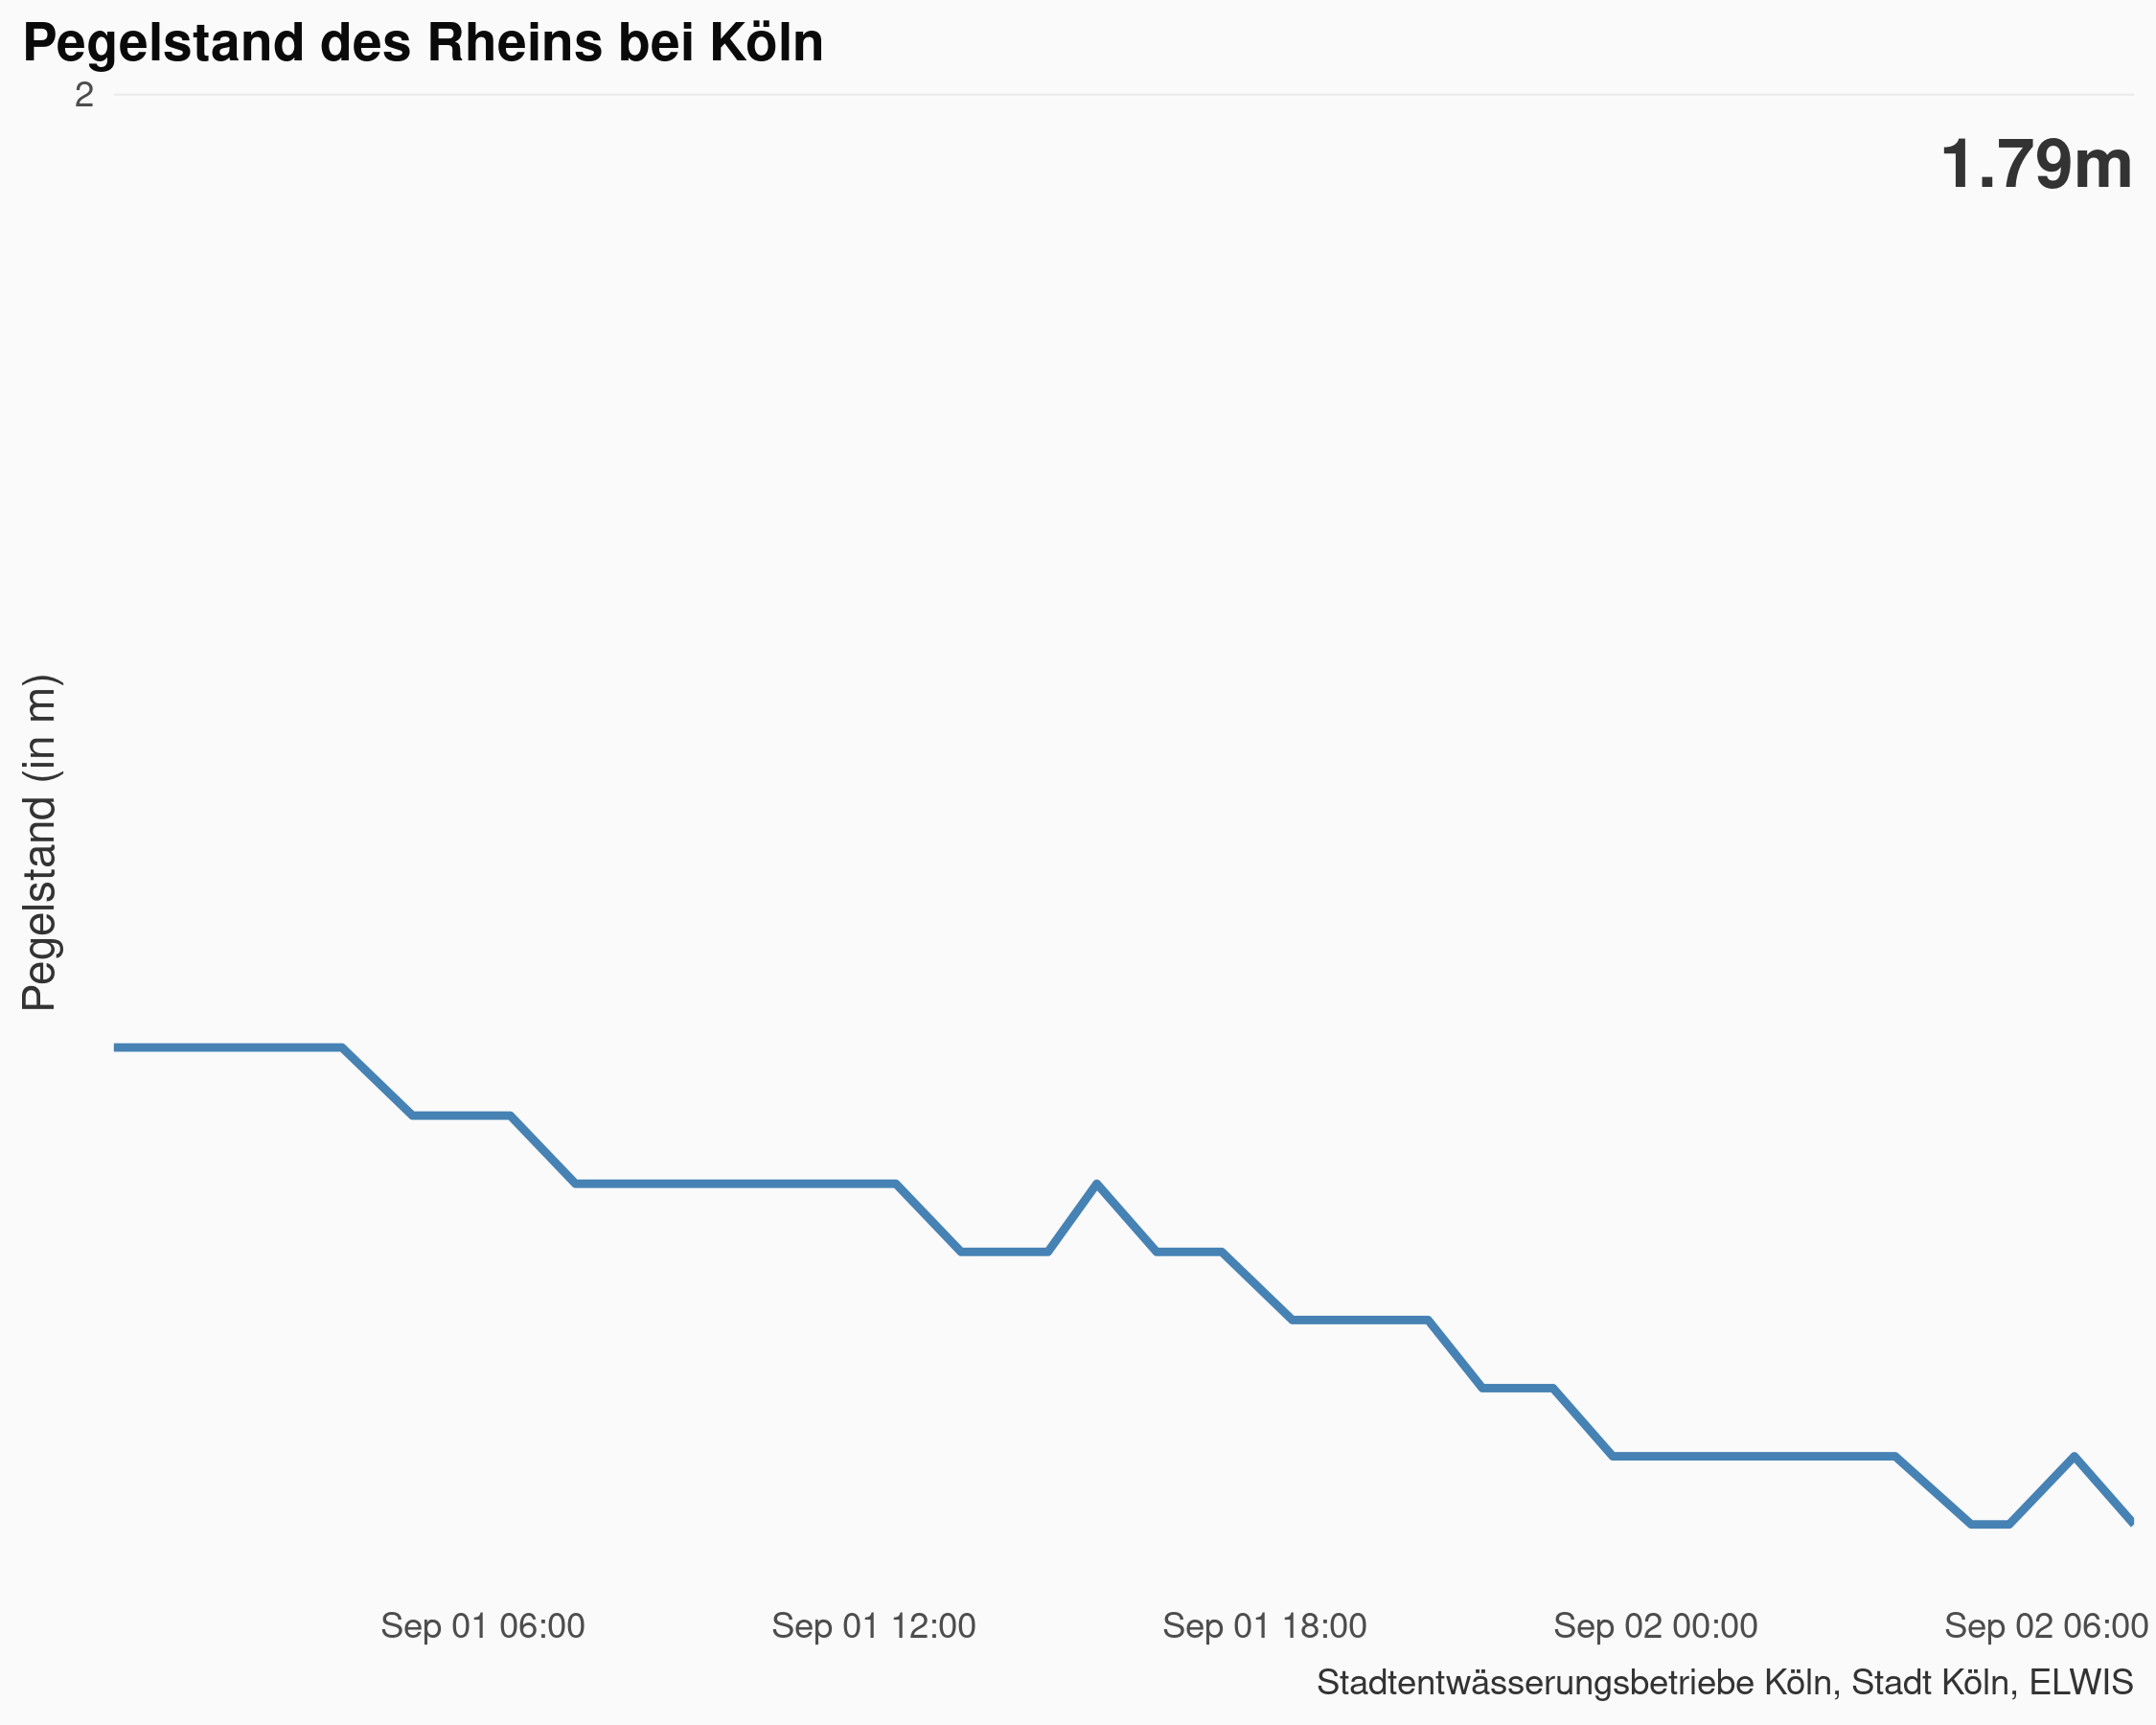 Pegelstand des Rheins bei Köln
2
1.79m
Pegelstand (in m)
Sep 01 06:00 Sep 01 12:00 Sep 01 18:00 Sep 02 00:00 Sep 02 06:00
Stadtentwässerungsbetriebe Köln, Stadt Köln, ELWIS